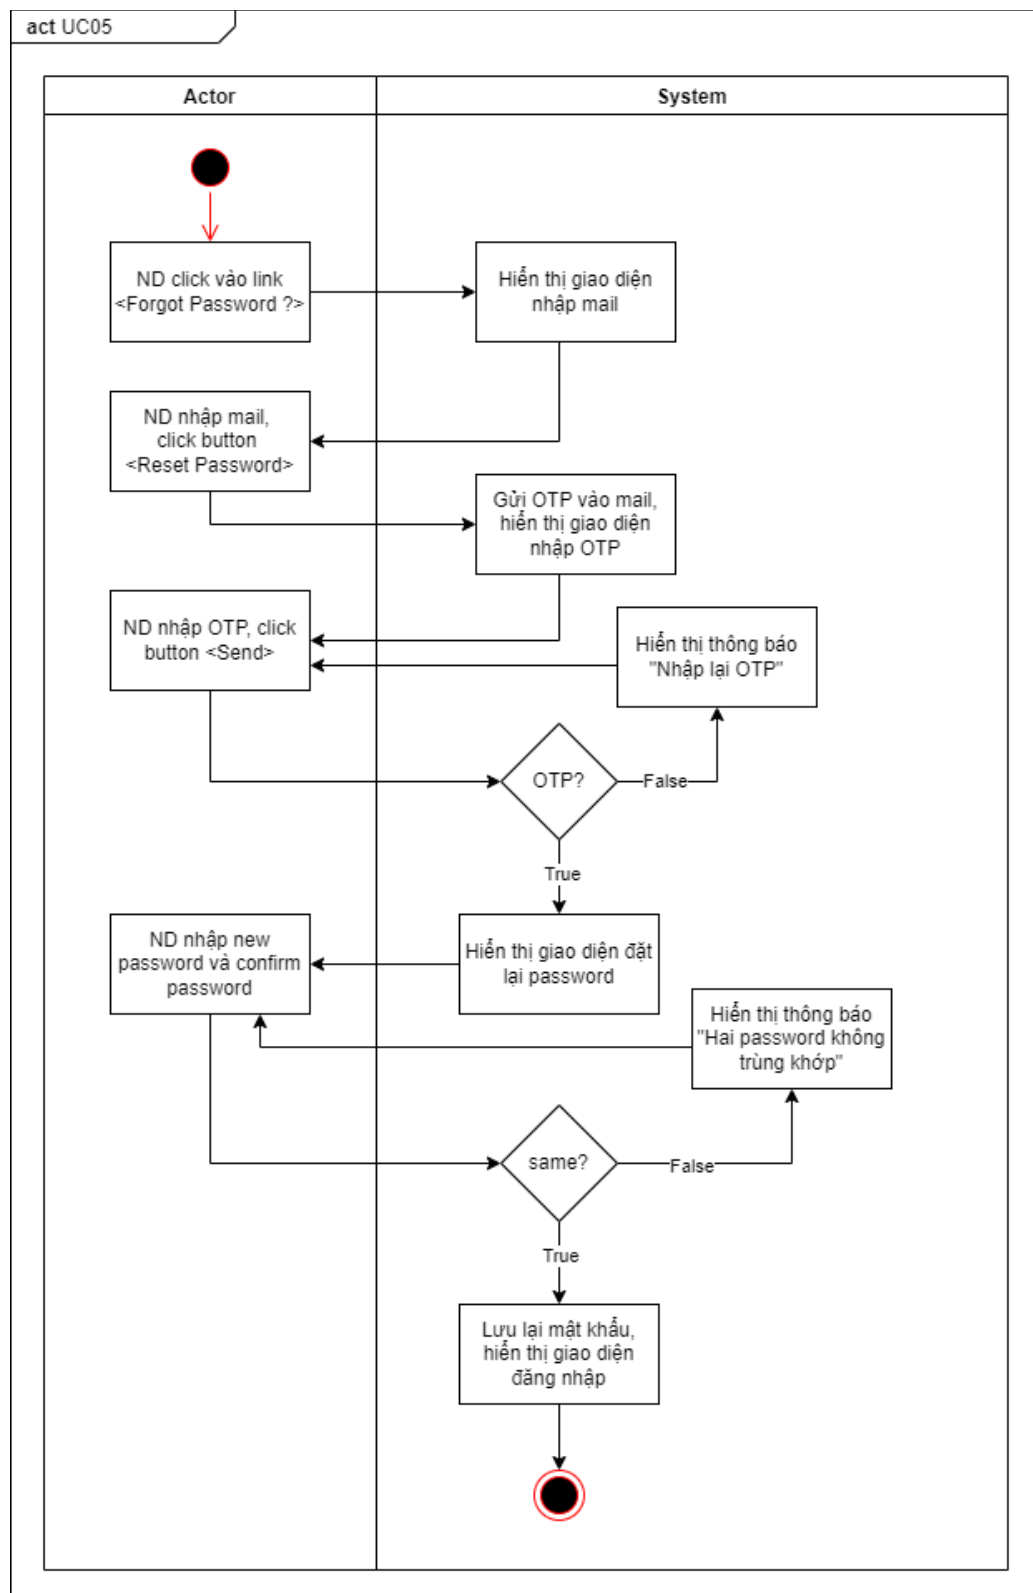 act UC05
Actor
System
ND click vào link
<Forgot Password ?>
Hiển thị giao diện
nhập mail
ND nhập mail,
click button
<Reset Password>
Gửi OTP vào mail,
hiển thị giao diện
nhập OTP
ND nhập OTP, click
button <Send>
Hiển thị thông báo
"Nhập lại OTP"
OTP?
False
True
ND nhập new
password và confirm
password
Hiển thị giao diện đặt
lại password
Hiển thị thông báo
"Hai password không
trùng khớp"
same?
False
True
Lưu lại mật khẩu,
hiển thị giao diện
đăng nhập